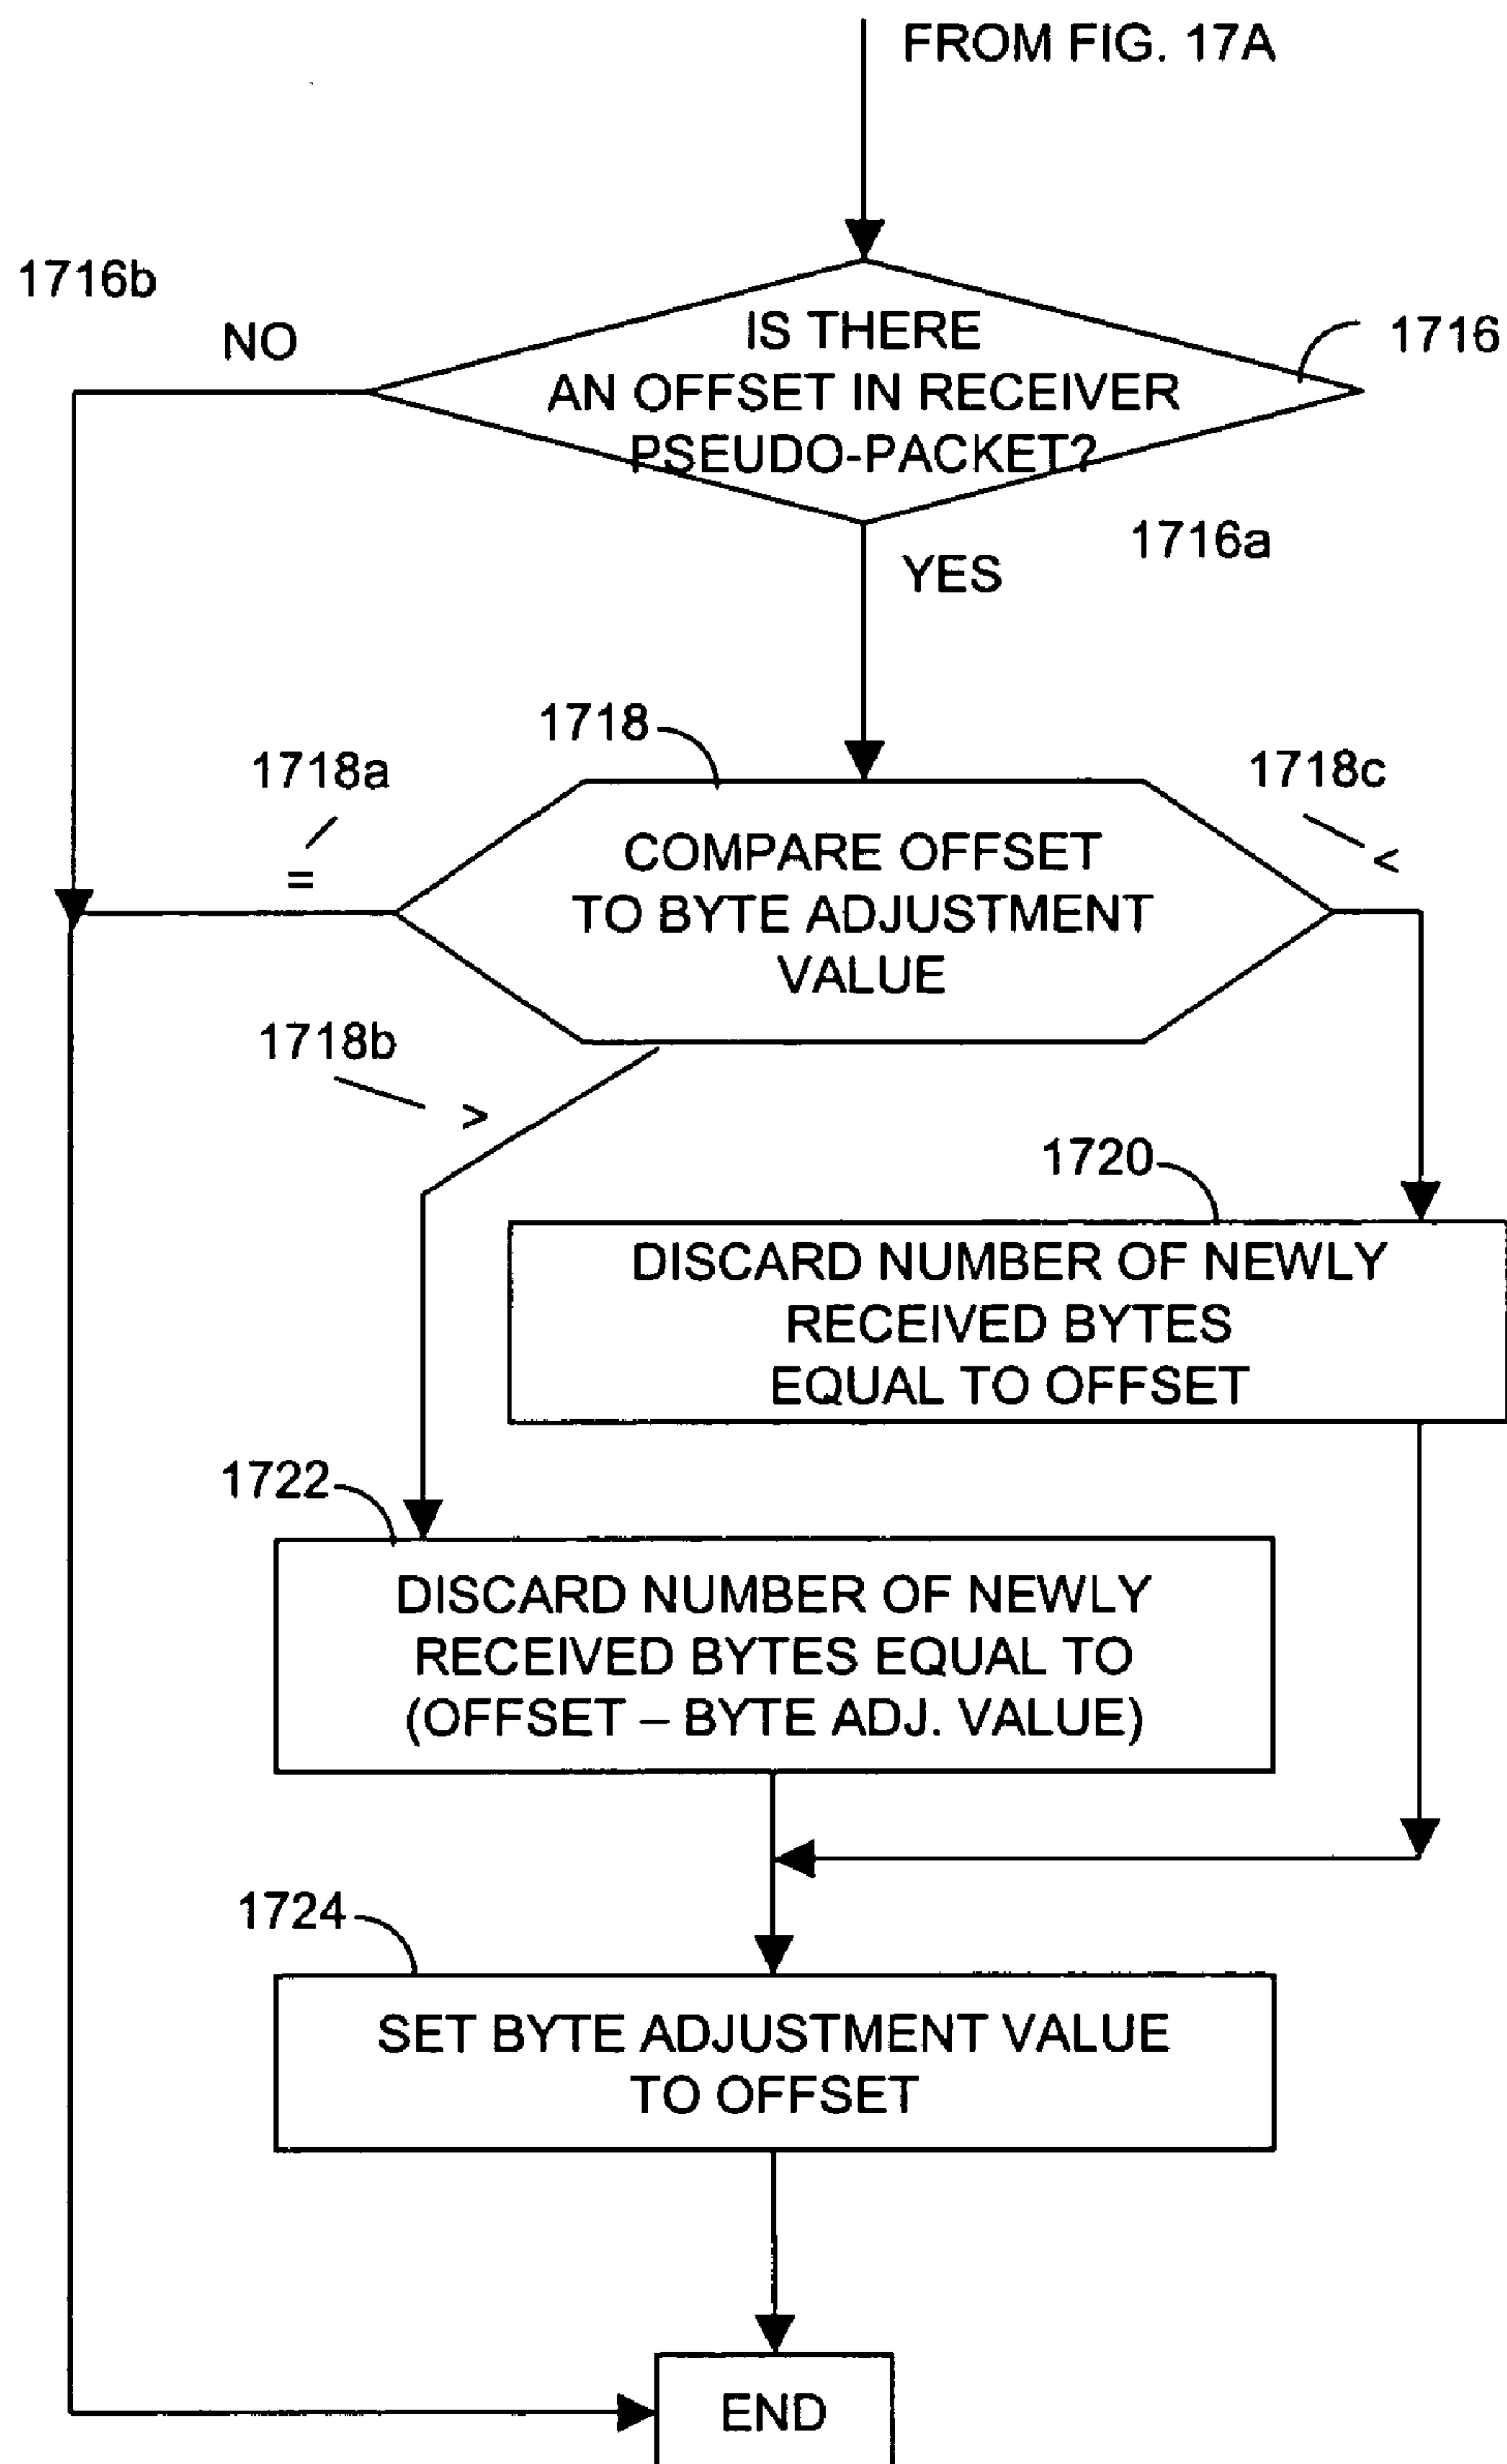 FROM FIG. 17A
1716b
NO
IS THERE
AN OFFSET IN RECEIVER
PSEUDO-PACKET?
1716
1716a
YES
1718
1718a
=
1718c
<
COMPARE OFFSET
TO BYTE ADJUSTMENT
VALUE
1718b
>
1720
DISCARD NUMBER OF NEWLY
RECEIVED BYTES
EQUAL TO OFFSET
1722
DISCARD NUMBER OF NEWLY
RECEIVED BYTES EQUAL TO
(OFFSET – BYTE ADJ. VALUE)
1724
SET BYTE ADJUSTMENT VALUE
TO OFFSET
END